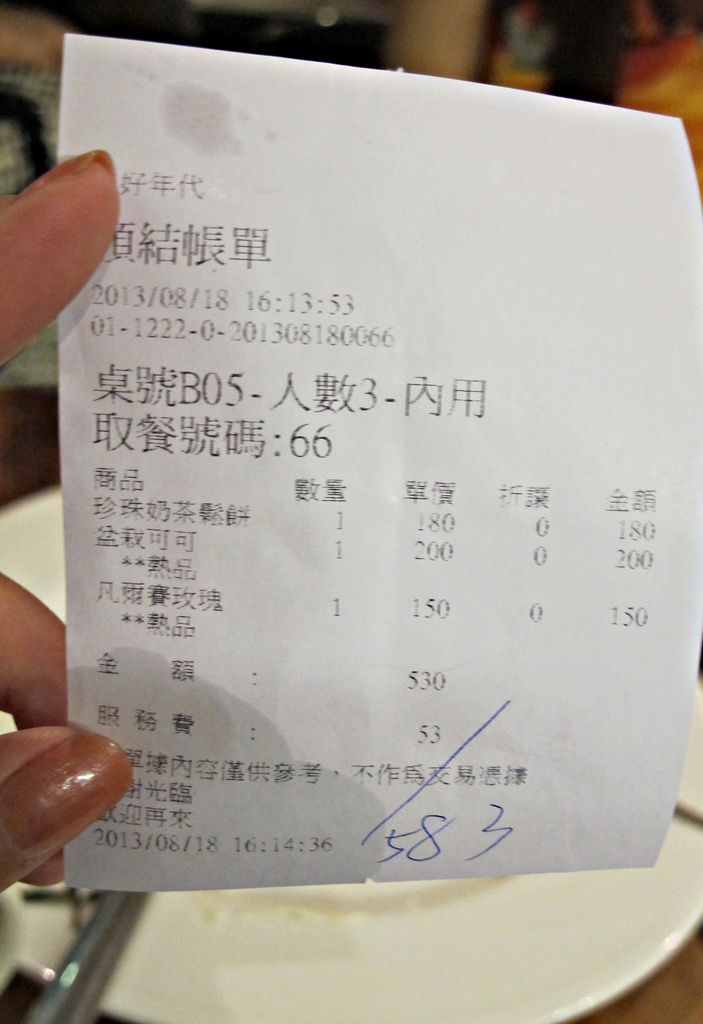 好年代
預結帳單
2013/08/18 16:13:53
01-1222-0-201308180066
桌號B05-人數3-內用
取餐號碼:66
商品 數量 單價 折讓 金額
珍珠奶茶鬆餅 1 180 0 180
盆栽可可 1 200 0 200
**熱品
凡爾賽玫瑰 1 150 0 150
**熱品
金 額 : 530
服務費 : 53
單據內容僅供參考，不作為交易憑據
謝光臨
歡迎再來
2013/08/18 16:14:36
583